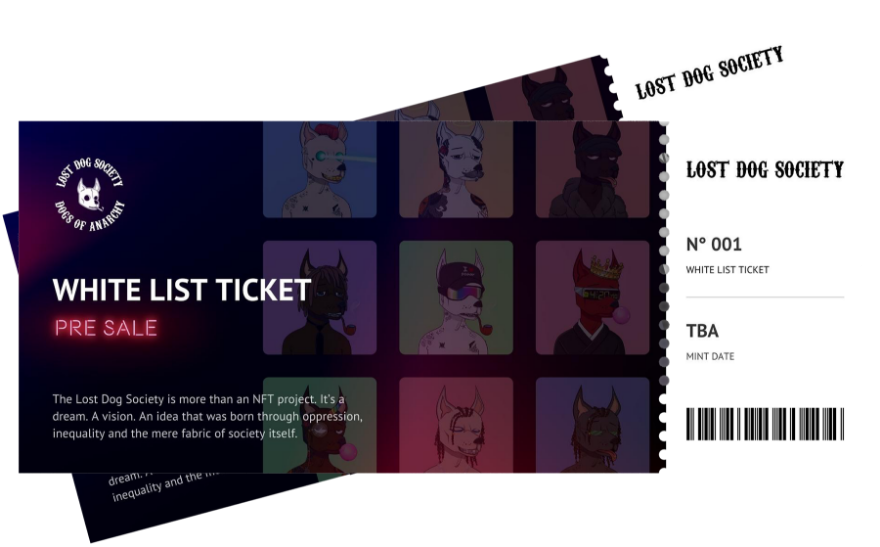 LOST DOG SOCIETY
LOST DOG SOCIETY
DOGS OF ANARCHY
WHITE LIST TICKET
PRE SALE
The Lost Dog Society is more than an NFT project. It's a
dream. A vision. An idea that was born through oppression,
inequality and the mere fabric of society itself.
LOST DOG SOCIETY
N° 001
WHITE LIST TICKET
TBA
MINT DATE
dream.
inequality and the